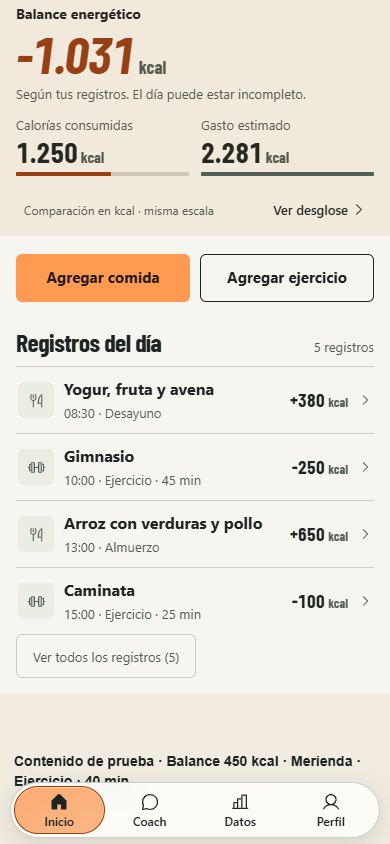 Balance energético
-1.031 kcal
Según tus registros. El día puede estar incompleto.
Calorías consumidas
1.250 kcal
Gasto estimado
2.281 kcal
Comparación en kcal · misma escala
Ver desglose
Agregar comida
Agregar ejercicio
Registros del día
5 registros
Yogur, fruta y avena
08:30 · Desayuno
+380 kcal
Gimnasio
10:00 · Ejercicio · 45 min
-250 kcal
Arroz con verduras y pollo
13:00 · Almuerzo
+650 kcal
Caminata
15:00 · Ejercicio · 25 min
-100 kcal
Ver todos los registros (5)
Contenido de prueba · Balance 450 kcal · Merienda ·
Ejercicio · 40 min
Inicio
Coach
Datos
Perfil